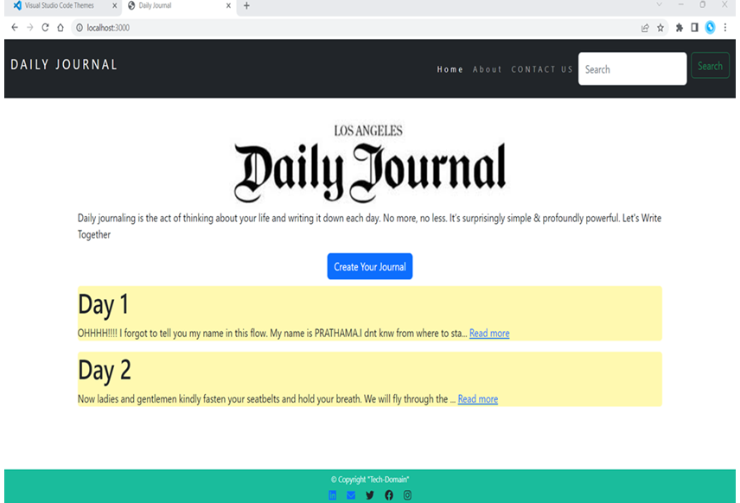 Visual Studio Code Themes
Daily Journal
localhost:3000
DAILY JOURNAL
Home About CONTACT US Search Search
LOS ANGELES
Daily Journal
Daily journaling is the act of thinking about your life and writing it down each day. No more, no less. It's surprisingly simple & profoundly powerful. Let's Write
Together
Create Your Journal
Day 1
OHHHH!!!! I forgot to tell you my name in this flow. My name is PRATHAMA.I dnt knw from where to sta... Read more
Day 2
Now ladies and gentlemen kindly fasten your seatbelts and hold your breath. We will fly through the ... Read more
© Copyright "Tech-Domain"